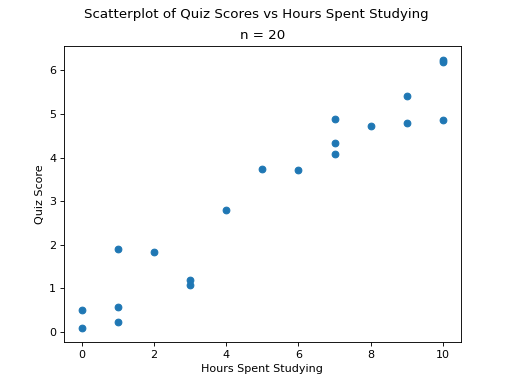 Scatterplot of Quiz Scores vs Hours Spent Studying
n = 20
6
5
4
3
2
1
0
Quiz Score
0 2 4 6 8 10
Hours Spent Studying